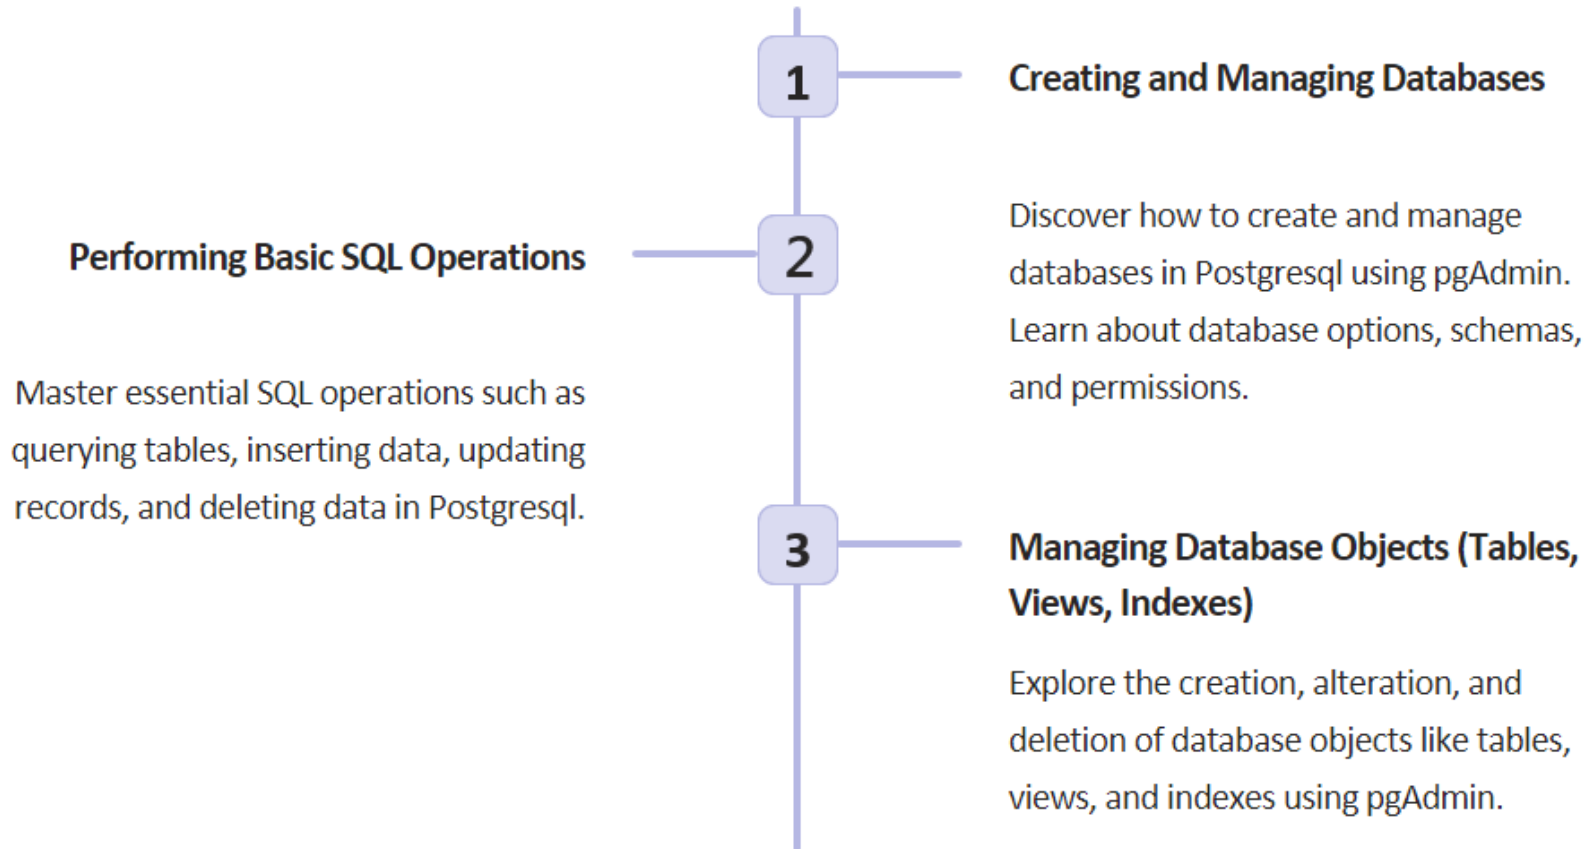 1
Creating and Managing Databases
Discover how to create and manage
databases in Postgresql using pgAdmin.
Learn about database options, schemas,
and permissions.
2
Performing Basic SQL Operations
Master essential SQL operations such as
querying tables, inserting data, updating
records, and deleting data in Postgresql.
3
Managing Database Objects (Tables,
Views, Indexes)
Explore the creation, alteration, and
deletion of database objects like tables,
views, and indexes using pgAdmin.